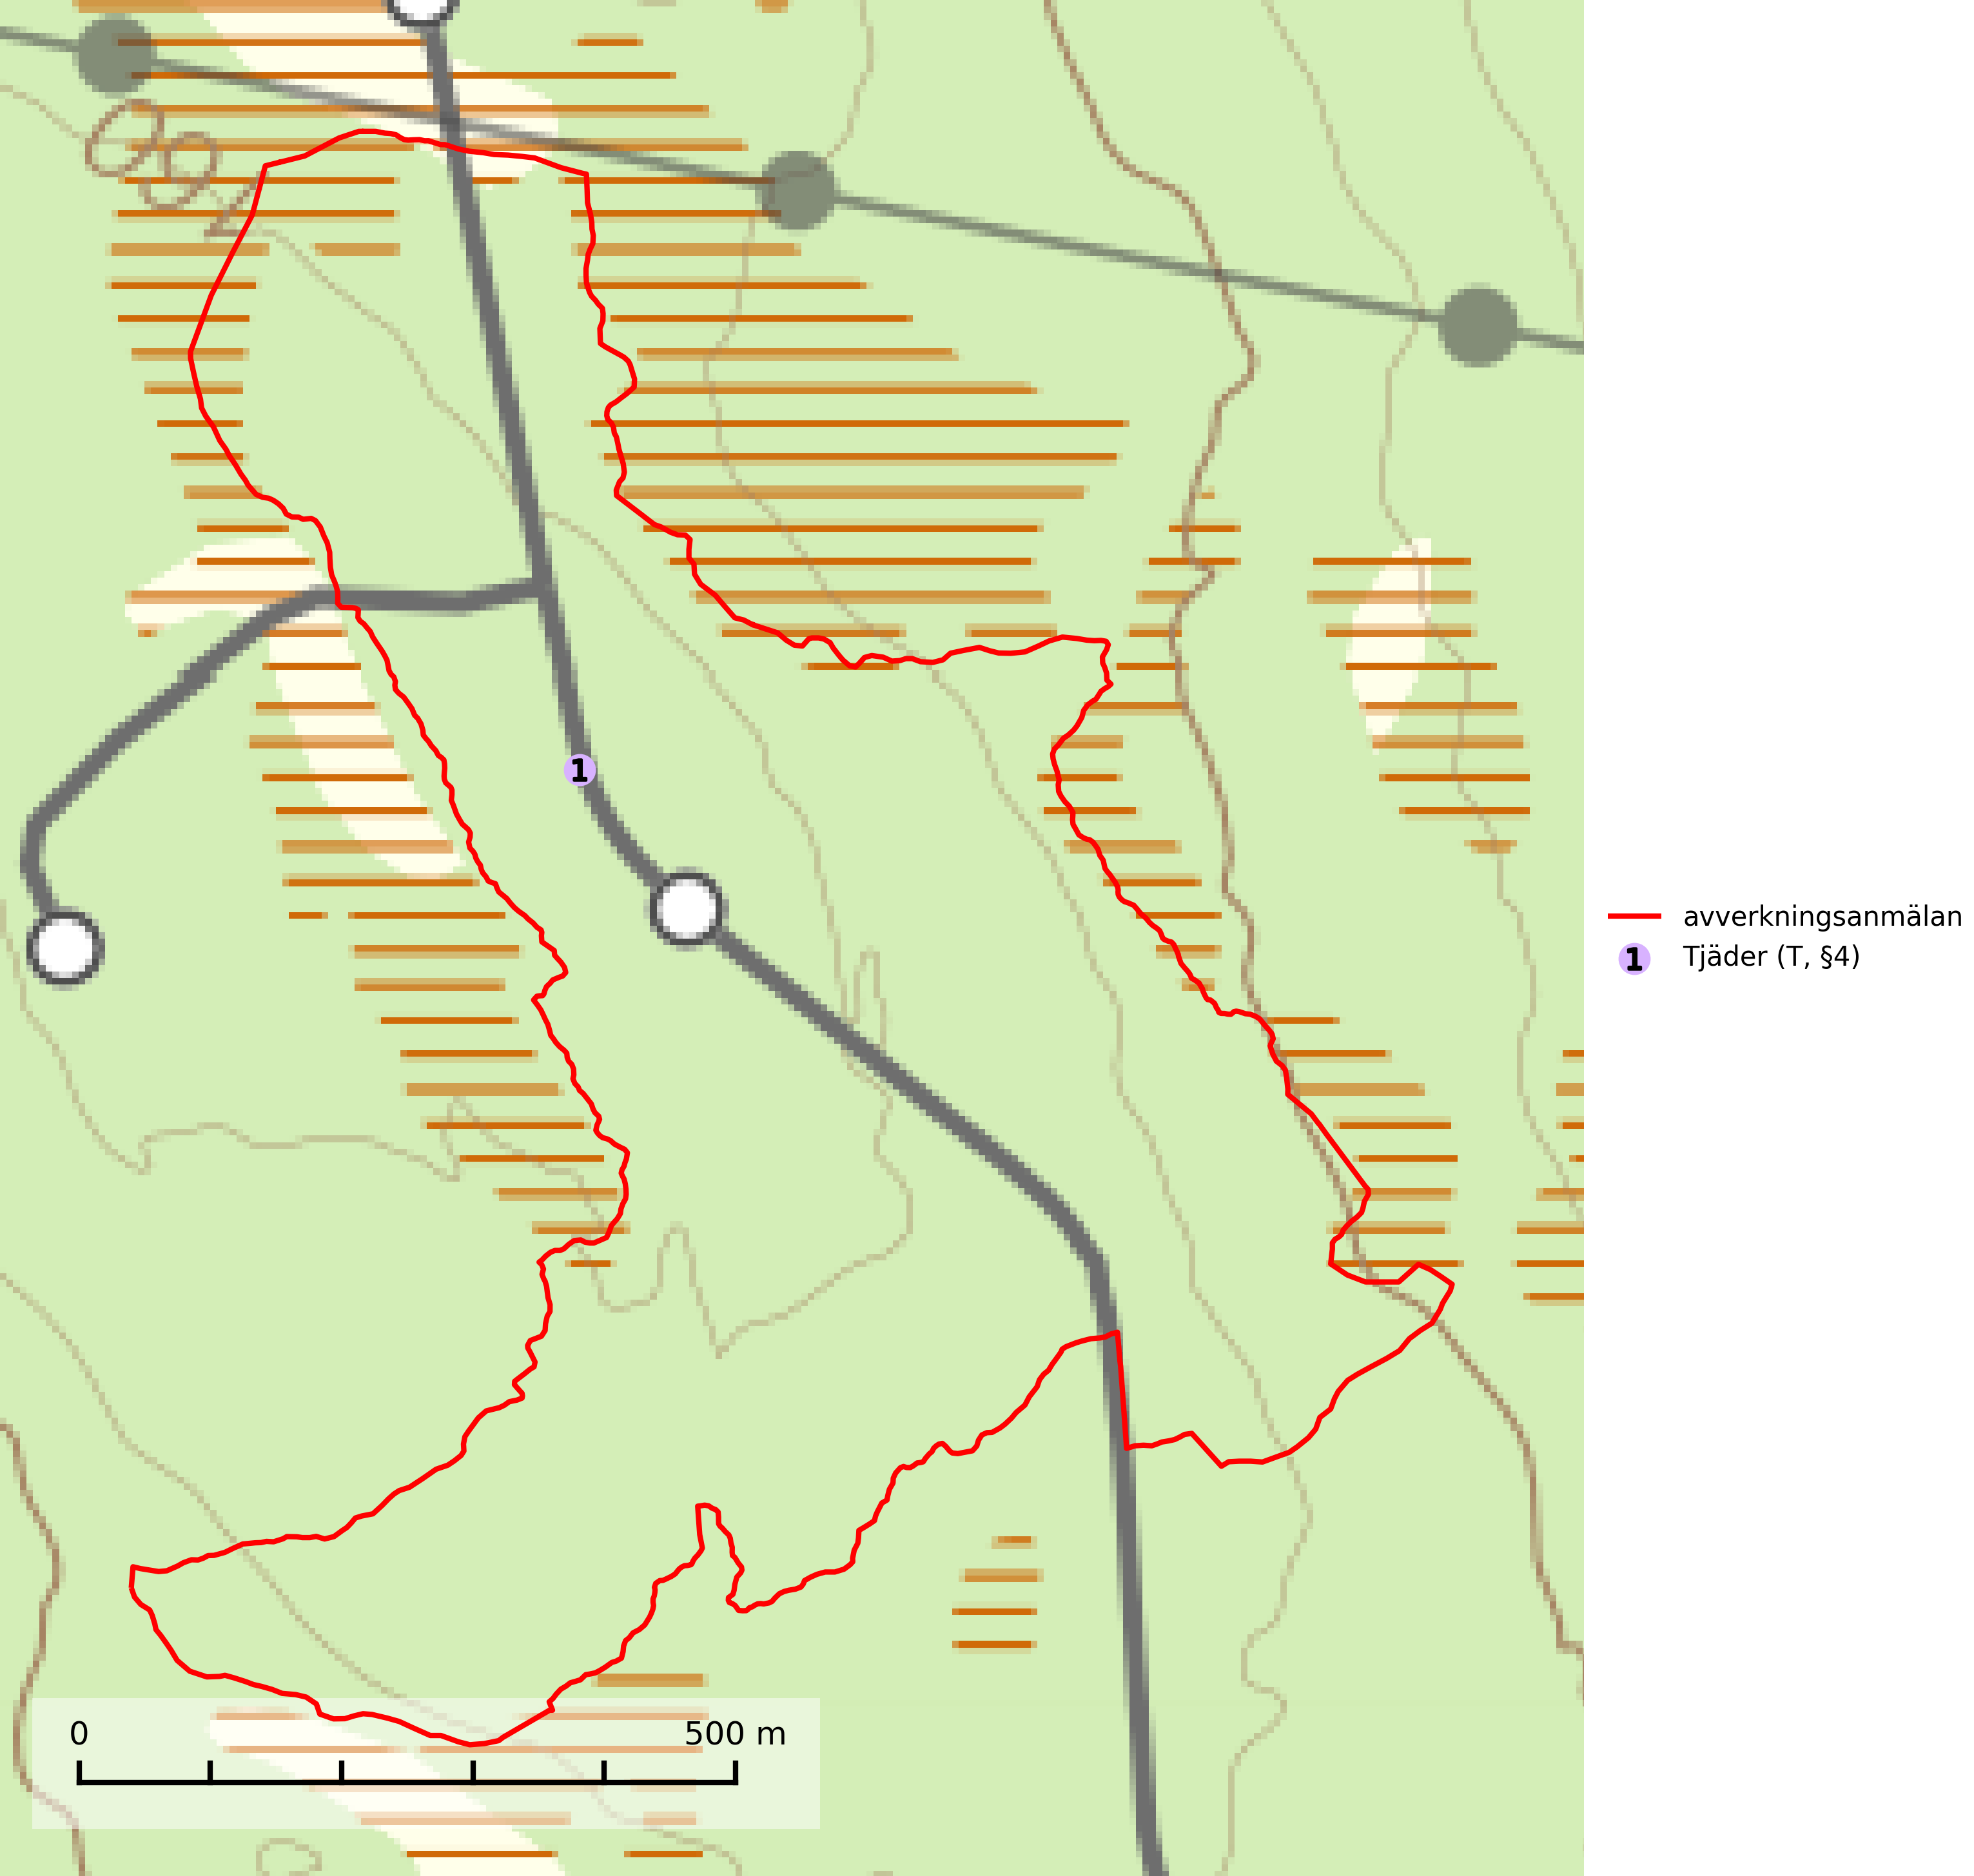 1
avverkningsanmälan
1 Tjäder (T, §4)
0 500 m